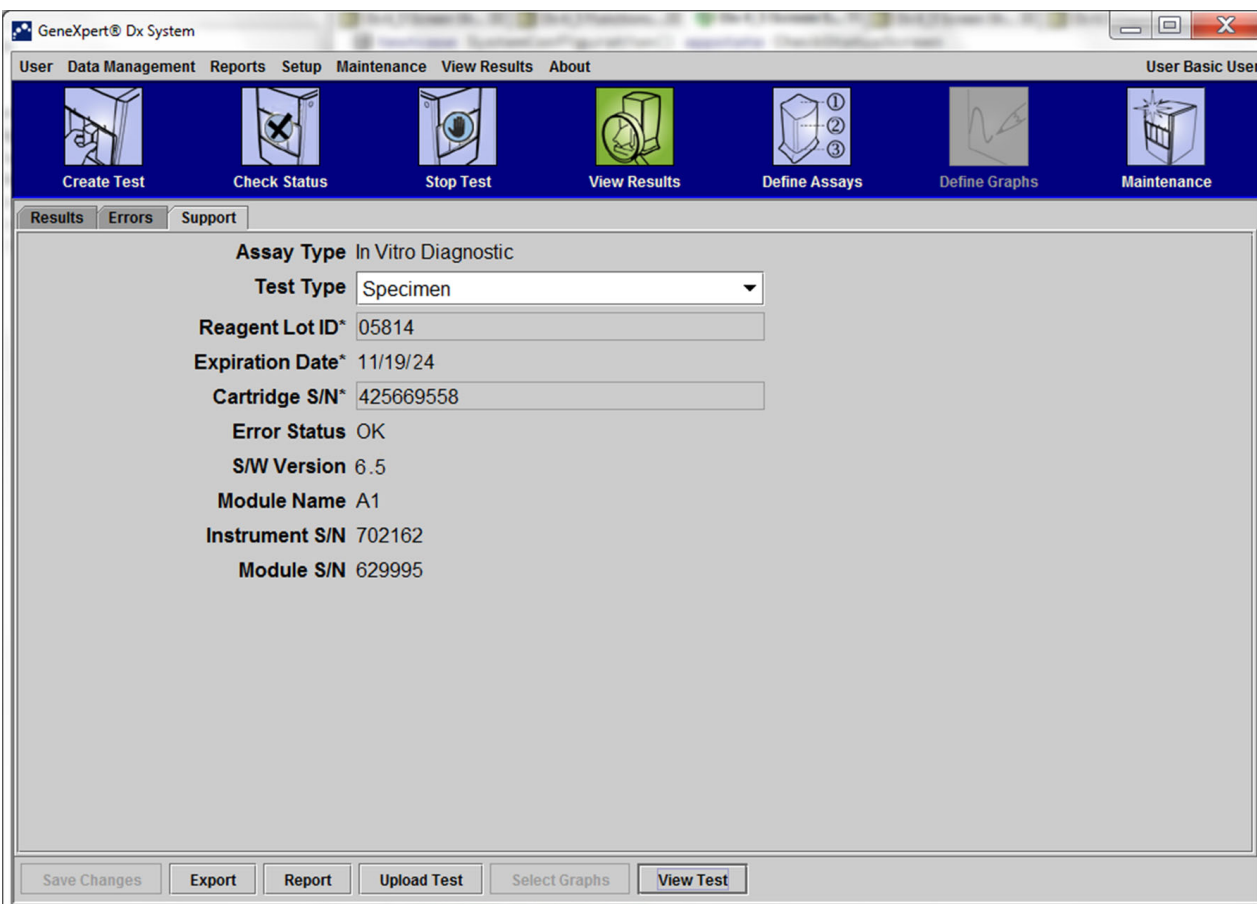 GeneXpert® Dx System
User Data Management Reports Setup Maintenance View Results About User Basic User
① ② ③
Create Test Check Status Stop Test View Results Define Assays Define Graphs Maintenance
Results Errors Support
Assay Type In Vitro Diagnostic
Test Type Specimen
Reagent Lot ID* 05814
Expiration Date* 11/19/24
Cartridge S/N* 425669558
Error Status OK
S/W Version 6.5
Module Name A1
Instrument S/N 702162
Module S/N 629995
Save Changes Export Report Upload Test Select Graphs View Test